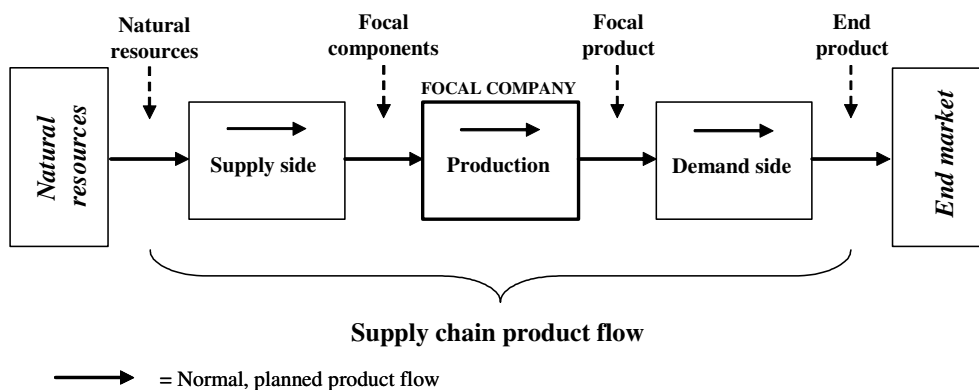 Natural
resources
Focal
components
Focal
product
End
product
FOCAL COMPANY
Natural
resources
Supply side
Production
Demand side
End market
Supply chain product flow
= Normal, planned product flow